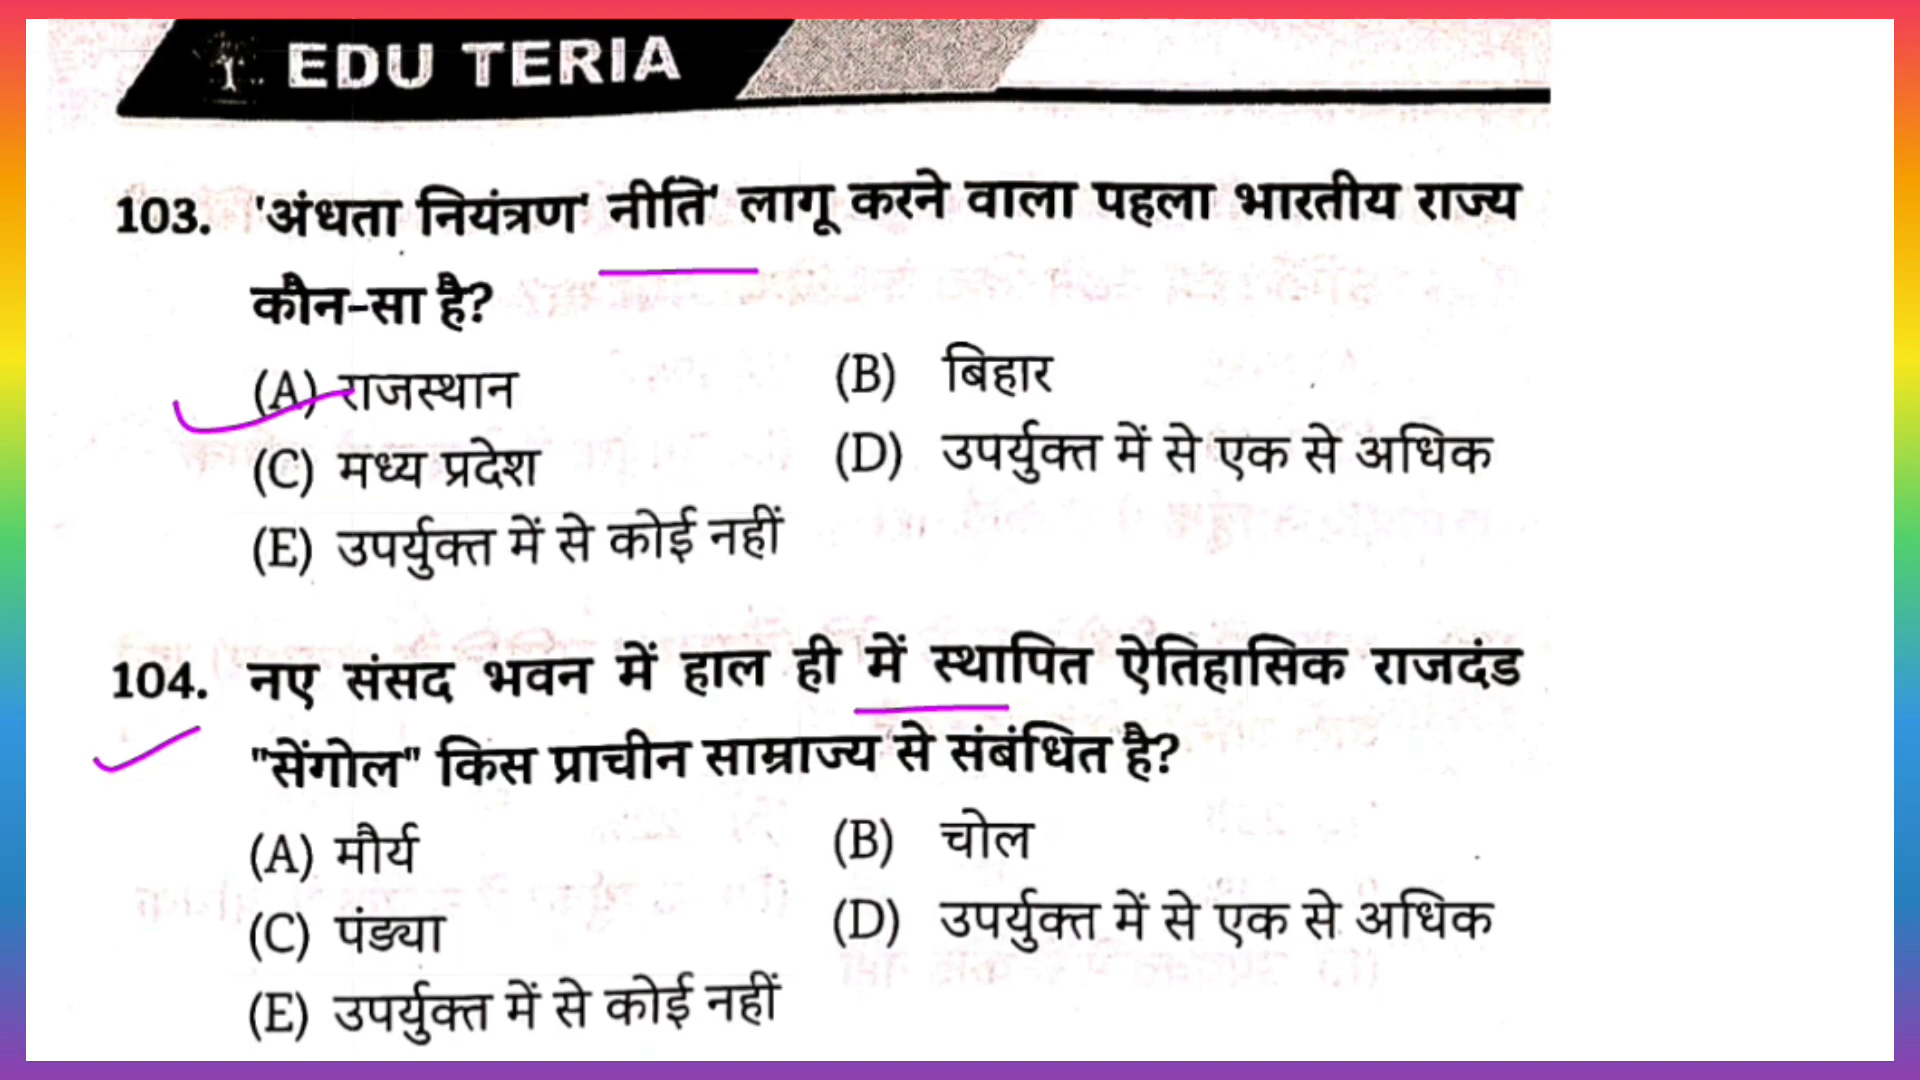 EDU TERIA
103. 'अंधता नियंत्रण' नीति' लागू करने वाला पहला भारतीय राज्य
कौन-सा है?
(A) राजस्थान (B) बिहार
(C) मध्य प्रदेश (D) उपर्युक्त में से एक से अधिक
(E) उपर्युक्त में से कोई नहीं
104. नए संसद भवन में हाल ही में स्थापित ऐतिहासिक राजदंड
"सेंगोल" किस प्राचीन साम्राज्य से संबंधित है?
(A) मौर्य (B) चोल
(C) पंड्या (D) उपर्युक्त में से एक से अधिक
(E) उपर्युक्त में से कोई नहीं